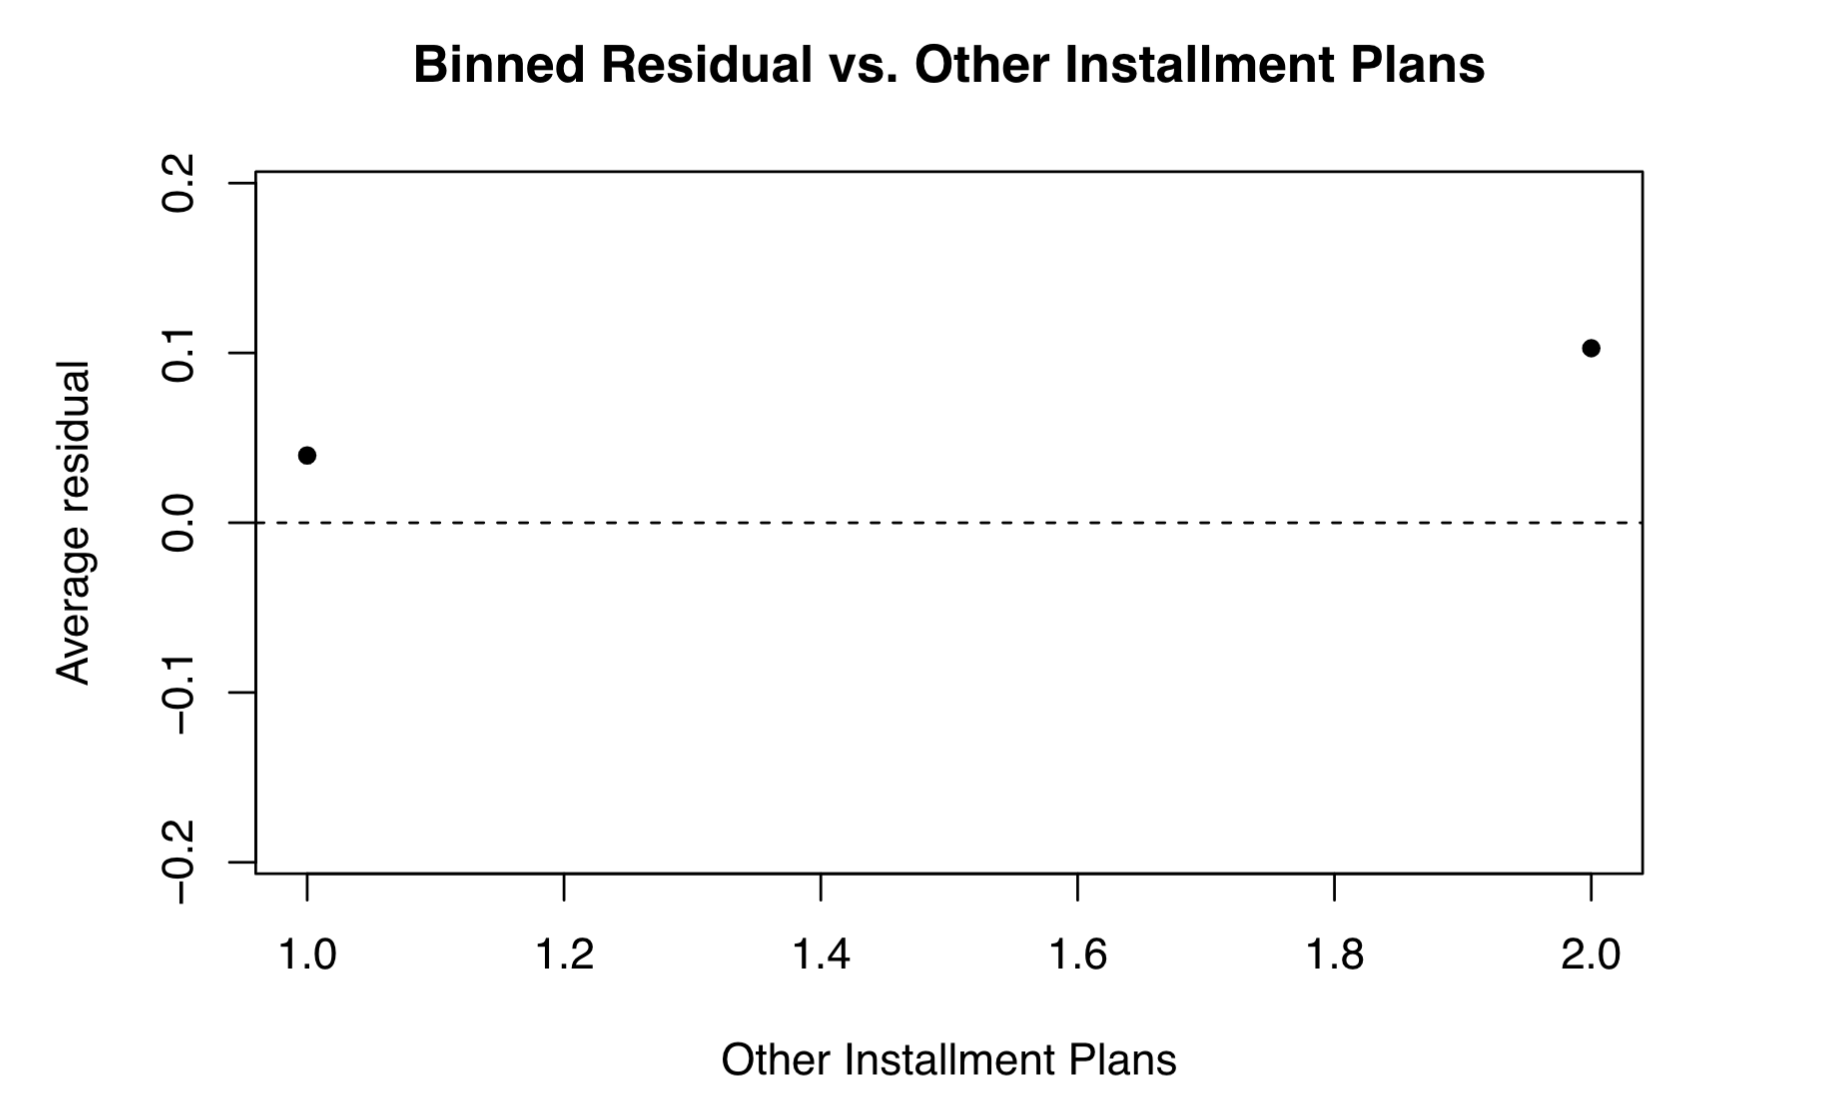 Binned Residual vs. Other Installment Plans
Average residual
0.2
0.1
0.0
−0.1
−0.2
1.0 1.2 1.4 1.6 1.8 2.0
Other Installment Plans